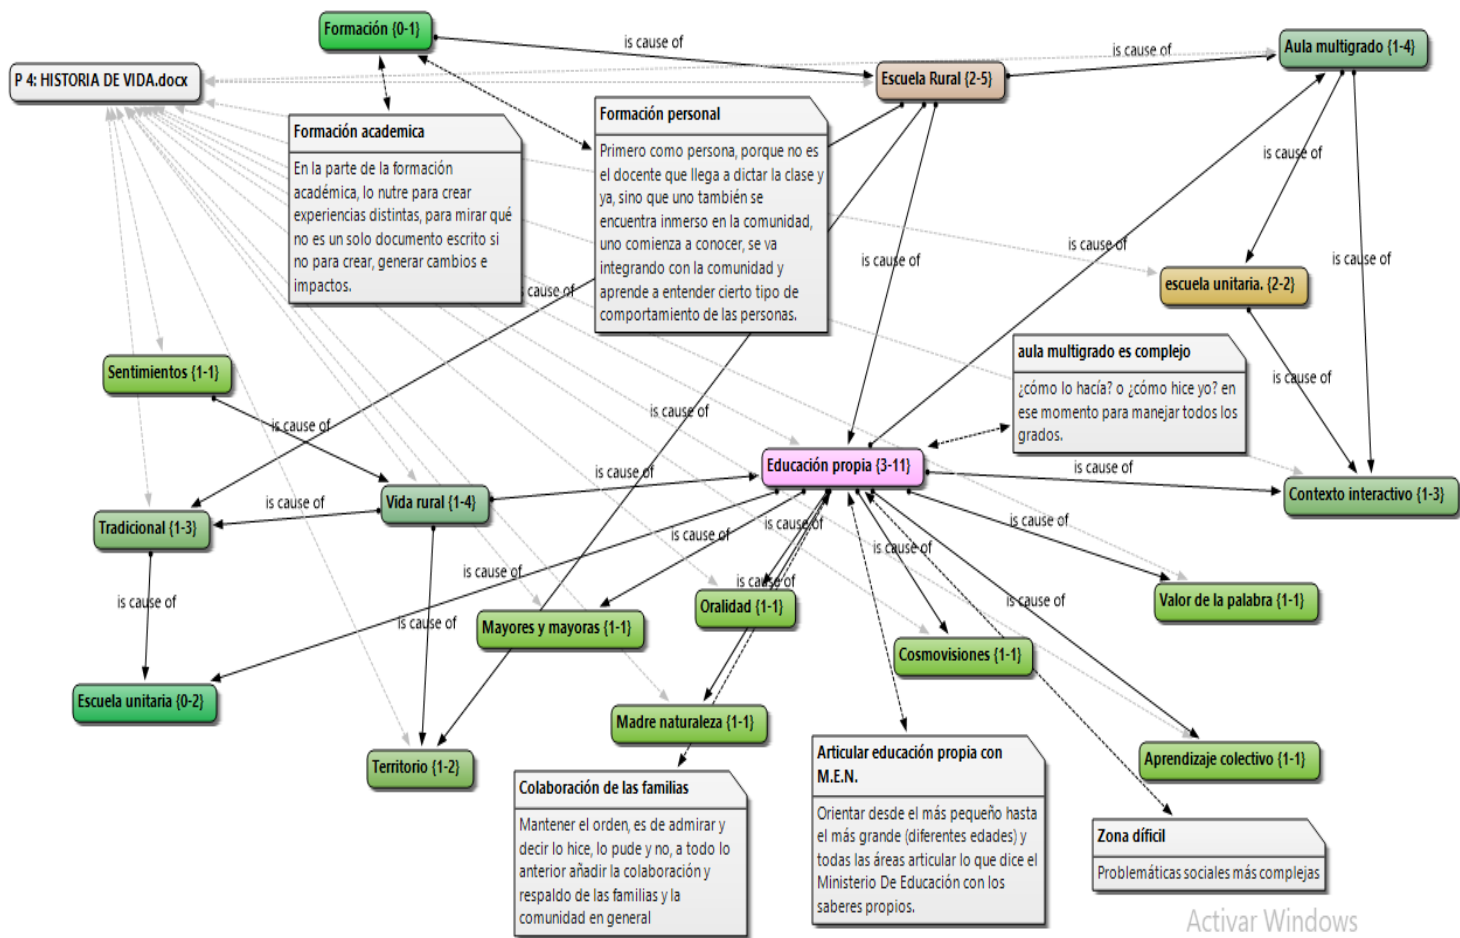 Formación {0-1}
is cause of
Aula multigrado {1-4}
is cause of
P 4: HISTORIA DE VIDA.docx
Escuela Rural {2-5}
Formación academica
En la parte de la formación
académica, lo nutre para crear
experiencias distintas, para mirar qué
no es un solo documento escrito si
no para crear, generar cambios e
impactos.
Formación personal
Primero como persona, porque no es
el docente que llega a dictar la clase y
ya, sino que uno también se
encuentra inmerso en la comunidad,
uno comienza a conocer, se va
integrando con la comunidad y
aprende a entender cierto tipo de
comportamiento de las personas.
is cause of
is cause of
is cause of
is cause of
escuela unitaria. {2-2}
aula multigrado es complejo
¿cómo lo hacía? o ¿cómo hice yo? en
ese momento para manejar todos los
grados.
Sentimientos {1-1}
is cause of
is cause of
is cause of
Educación propia {3-11}
is cause of
is cause of
Contexto interactivo {1-3}
Vida rural {1-4}
is cause of
Tradicional {1-3}
is cause of
is cause of
is cause of
is cause of
is cause of
is cause of
is cause of
is cause of
is cause of
Oralidad {1-1}
Valor de la palabra {1-1}
Mayores y mayoras {1-1}
Cosmovisiones {1-1}
Escuela unitaria {0-2}
Madre naturaleza {1-1}
Territorio {1-2}
Aprendizaje colectivo {1-1}
Colaboración de las familias
Mantener el orden, es de admirar y
decir lo hice, lo pude y no, a todo lo
anterior añadir la colaboración y
respaldo de las familias y la
comunidad en general
Articular educación propia con
M.E.N.
Orientar desde el más pequeño hasta
el más grande (diferentes edades) y
todas las áreas articular lo que dice el
Ministerio De Educación con los
saberes propios.
Zona díficil
Problemáticas sociales más complejas
Activar Windows